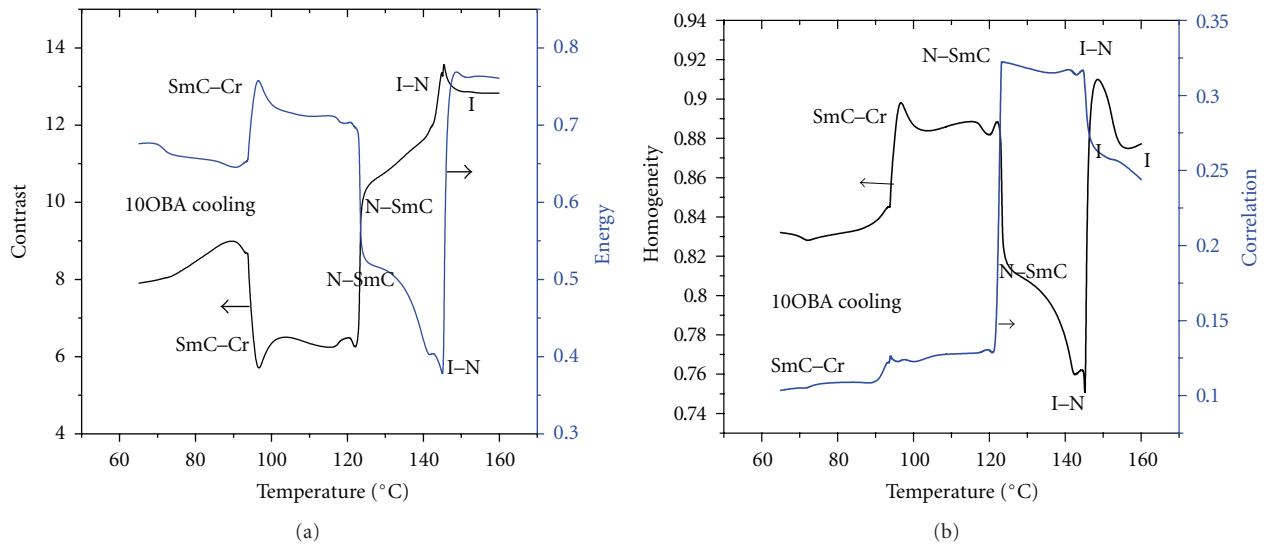 14
12
10
8
6
4
Contrast
0.8
0.7
0.6
0.5
0.4
0.3
Energy
SmC–Cr
I–N
I
10OBA cooling
N–SmC
N–SmC
SmC–Cr
I–N
60 80 100 120 140 160
Temperature (°C)
(a)
0.94
0.92
0.9
0.88
0.86
0.84
0.82
0.8
0.78
0.76
0.74
Homogeneity
0.35
0.3
0.25
0.2
0.15
0.1
Correlation
N–SmC
I–N
SmC–Cr
I
I
N–SmC
10OBA cooling
SmC–Cr
I–N
60 80 100 120 140 160
Temperature (°C)
(b)